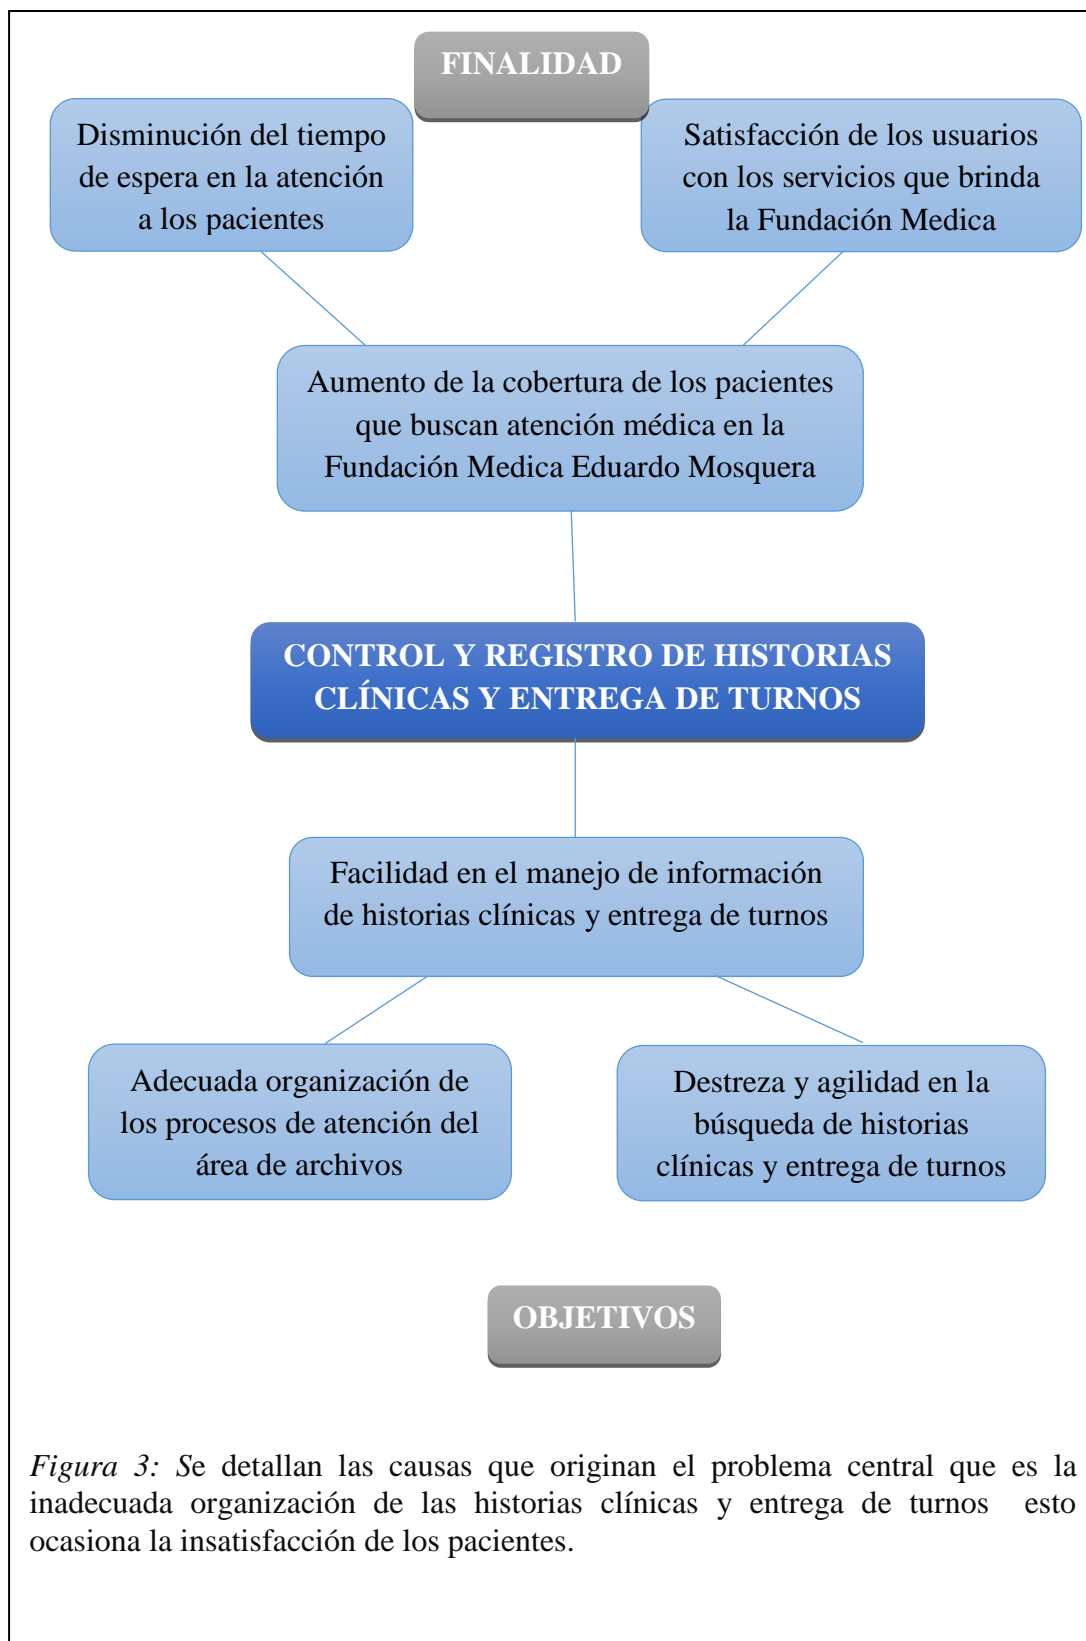 FINALIDAD
Disminución del tiempo
de espera en la atención
a los pacientes
Satisfacción de los usuarios
con los servicios que brinda
la Fundación Medica
Aumento de la cobertura de los pacientes
que buscan atención médica en la
Fundación Medica Eduardo Mosquera
CONTROL Y REGISTRO DE HISTORIAS
CLÍNICAS Y ENTREGA DE TURNOS
Facilidad en el manejo de información
de historias clínicas y entrega de turnos
Adecuada organización de
los procesos de atención del
área de archivos
Destreza y agilidad en la
búsqueda de historias
clínicas y entrega de turnos
OBJETIVOS
Figura 3: Se detallan las causas que originan el problema central que es la
inadecuada organización de las historias clínicas y entrega de turnos esto
ocasiona la insatisfacción de los pacientes.